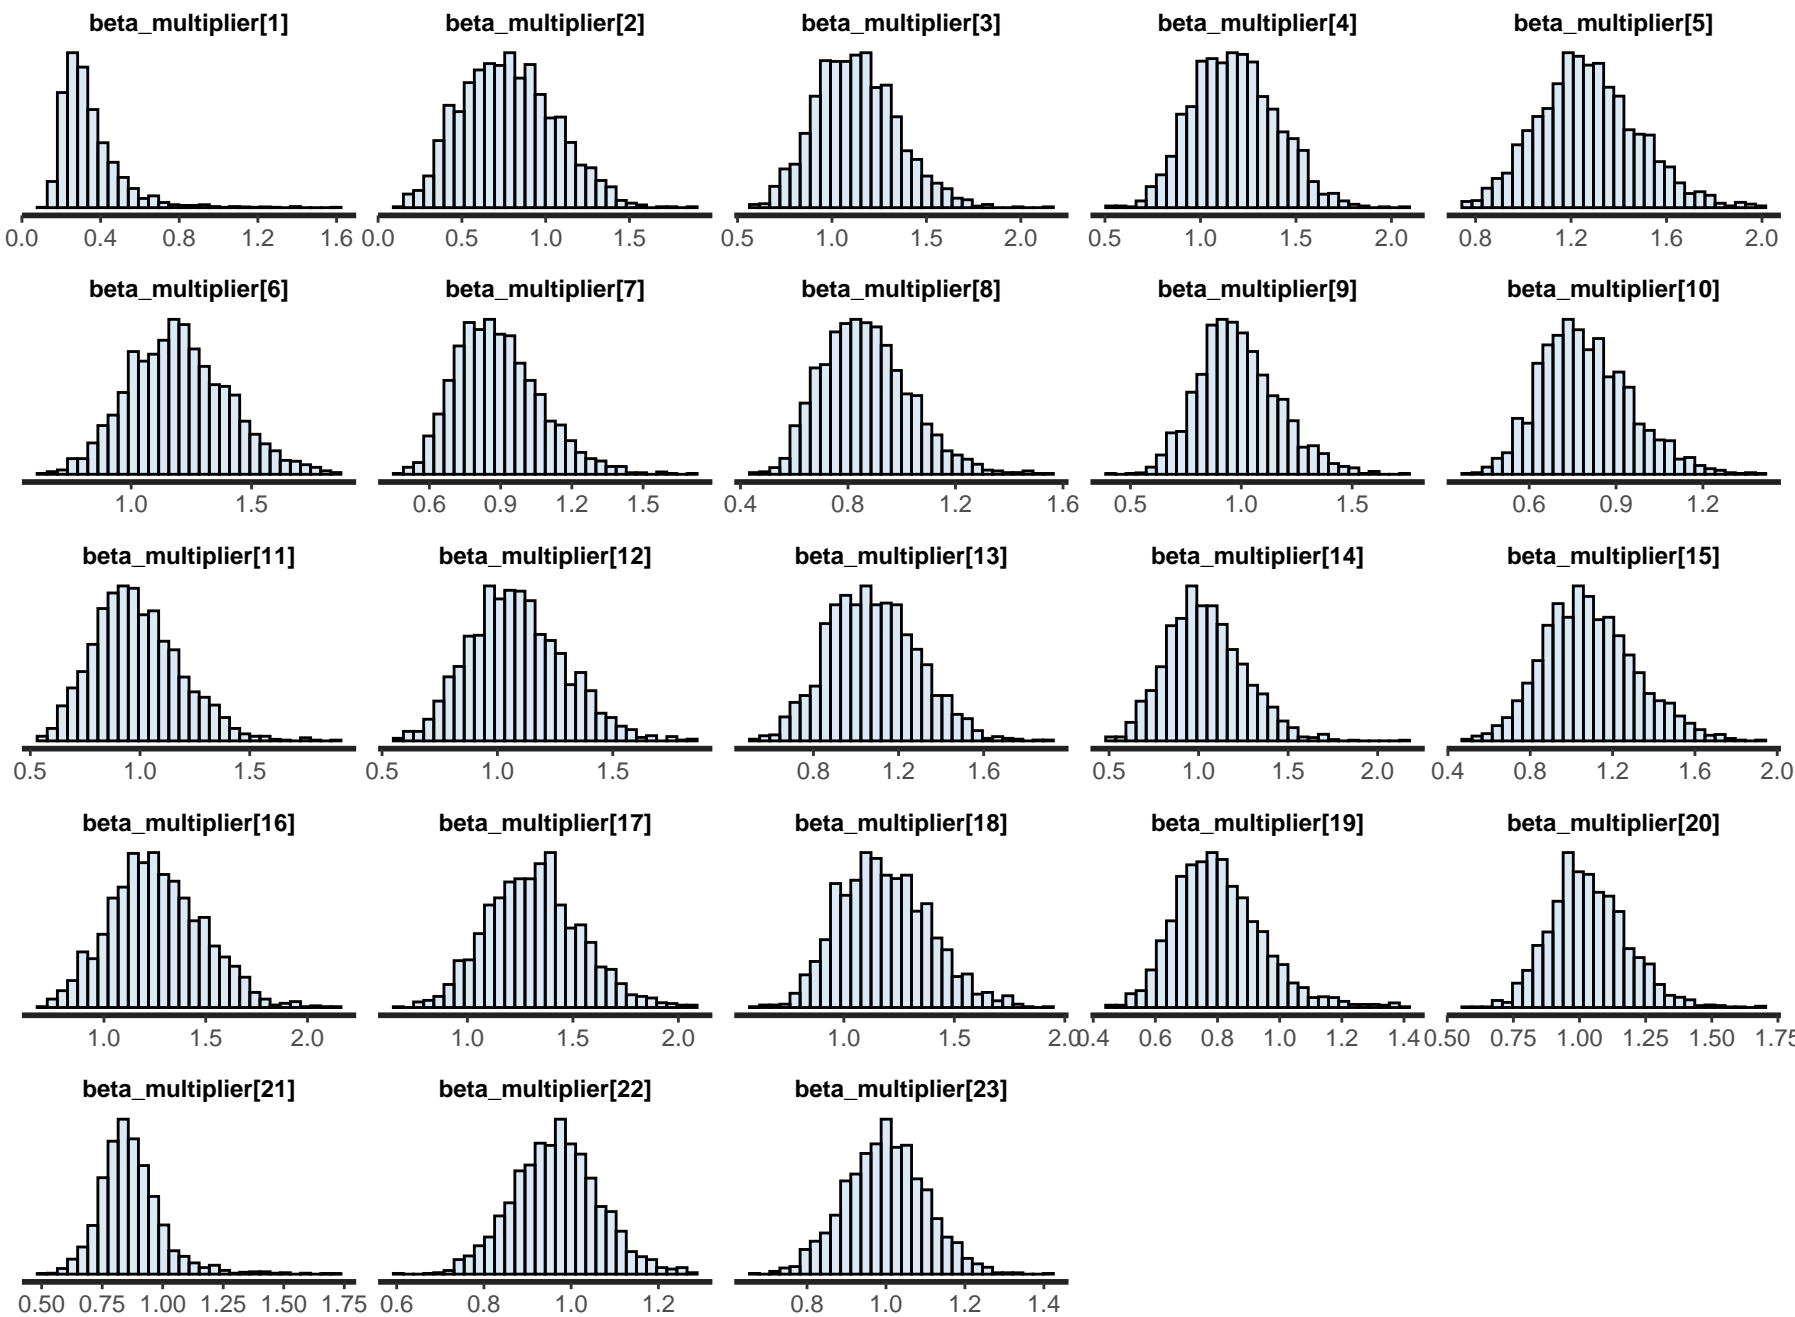 beta_multiplier[1] beta_multiplier[2] beta_multiplier[3] beta_multiplier[4] beta_multiplier[5]
0.0 0.4 0.8 1.2 1.6 0.0 0.5 1.0 1.5 0.5 1.0 1.5 2.0 0.5 1.0 1.5 2.0 0.8 1.2 1.6 2.0
beta_multiplier[6] beta_multiplier[7] beta_multiplier[8] beta_multiplier[9] beta_multiplier[10]
1.0 1.5 0.6 0.9 1.2 1.5 0.4 0.8 1.2 1.6 0.5 1.0 1.5 0.6 0.9 1.2
beta_multiplier[11] beta_multiplier[12] beta_multiplier[13] beta_multiplier[14] beta_multiplier[15]
0.5 1.0 1.5 0.5 1.0 1.5 0.8 1.2 1.6 0.5 1.0 1.5 2.0 0.4 0.8 1.2 1.6 2.0
beta_multiplier[16] beta_multiplier[17] beta_multiplier[18] beta_multiplier[19] beta_multiplier[20]
1.0 1.5 2.0 1.0 1.5 2.0 1.0 1.5 2.0 0.4 0.6 0.8 1.0 1.2 1.4 0.50 0.75 1.00 1.25 1.50 1.75
beta_multiplier[21] beta_multiplier[22] beta_multiplier[23]
0.50 0.75 1.00 1.25 1.50 1.75 0.6 0.8 1.0 1.2 0.8 1.0 1.2 1.4